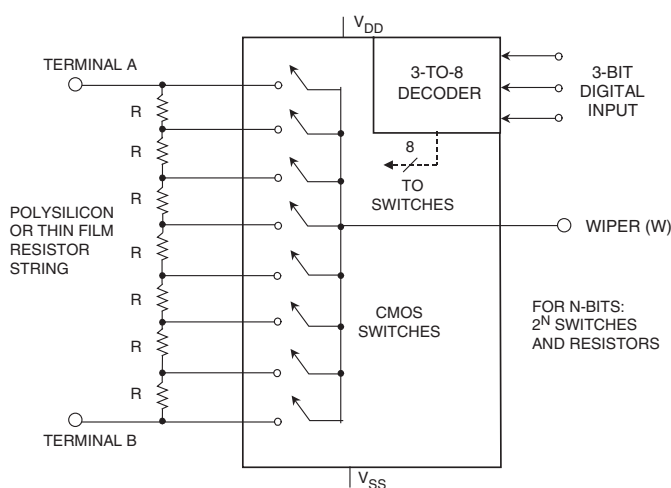 V_DD
TERMINAL A
3-TO-8
DECODER
3-BIT
DIGITAL
INPUT
R
R
8
TO
SWITCHES
R
POLYSILICON
OR THIN FILM
RESISTOR
STRING
R
WIPER (W)
R
R
CMOS
SWITCHES
FOR N-BITS:
2^N SWITCHES
AND RESISTORS
R
TERMINAL B
V_SS